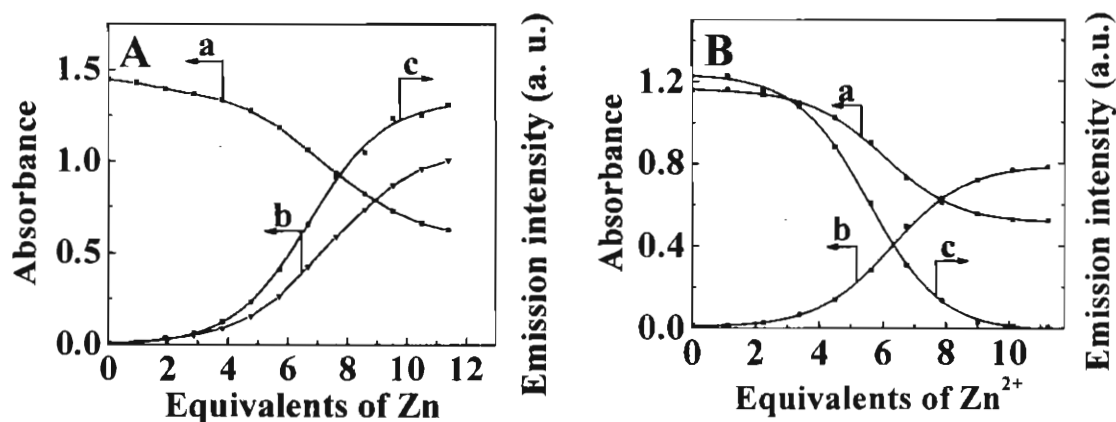 A
a
c
b
1.5
1.0
0.5
0.0
Absorbance
Emission intensity (a. u.)
0 2 4 6 8 10 12
Equivalents of Zn
B
a
b
c
1.2
0.8
0.4
0.0
Absorbance
Emission intensity (a. u.)
0 2 4 6 8 10
Equivalents of Zn²⁺